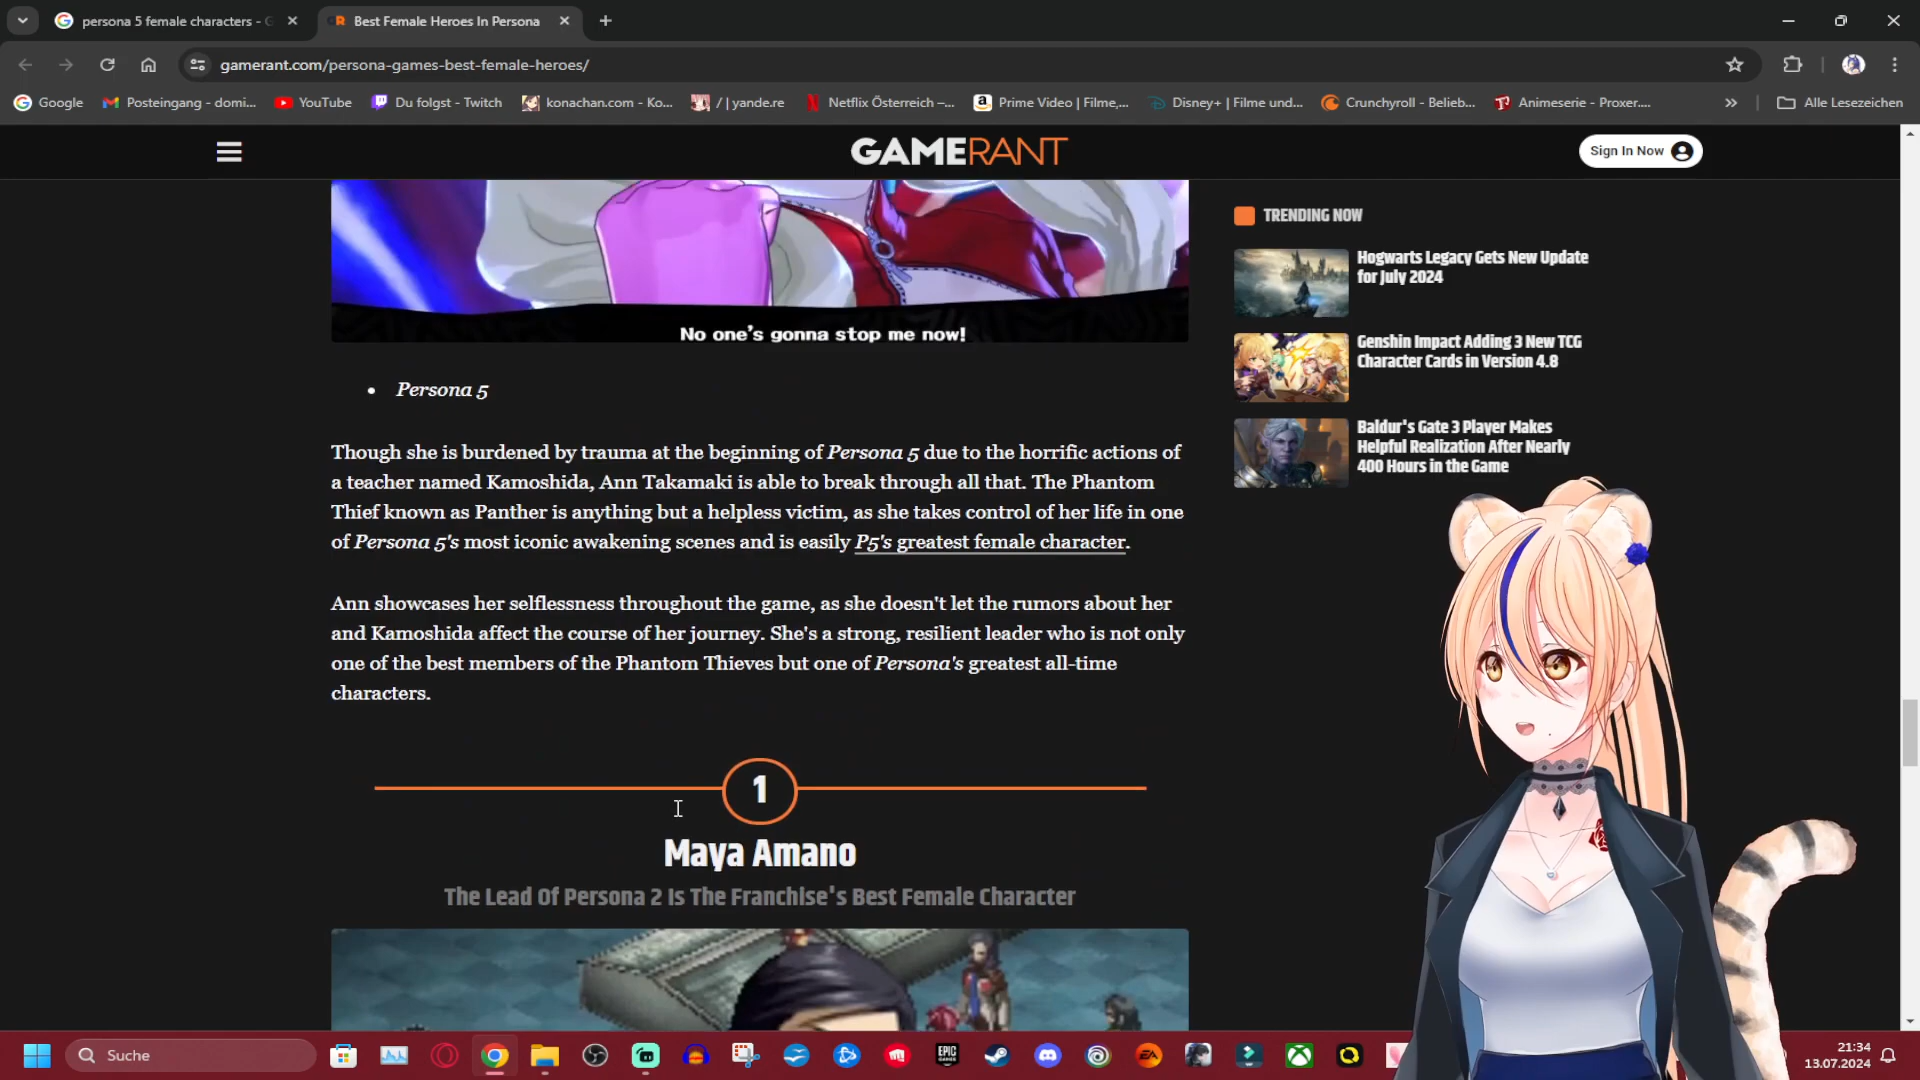 persona 5 female characters - G
Best Female Heroes In Persona
gamerant.com/persona-games-best-female-heroes/
Google
Posteingang - domi...
YouTube
Du folgst - Twitch
konachan.com - Ko...
/ | yande.re
Netflix Österreich –...
Prime Video | Filme,...
Disney+ | Filme und...
Crunchyroll - Belieb...
Animeserie - Proxer....
»
Alle Lesezeichen
GAMERANT
Sign In Now
No one's gonna stop me now!
• Persona 5
Though she is burdened by trauma at the beginning of Persona 5 due to the horrific actions of
a teacher named Kamoshida, Ann Takamaki is able to break through all that. The Phantom
Thief known as Panther is anything but a helpless victim, as she takes control of her life in one
of Persona 5's most iconic awakening scenes and is easily P5's greatest female character.
Ann showcases her selflessness throughout the game, as she doesn't let the rumors about her
and Kamoshida affect the course of her journey. She's a strong, resilient leader who is not only
one of the best members of the Phantom Thieves but one of Persona's greatest all-time
characters.
1
Maya Amano
The Lead Of Persona 2 Is The Franchise's Best Female Character
TRENDING NOW
Hogwarts Legacy Gets New Update
for July 2024
Genshin Impact Adding 3 New TCG
Character Cards in Version 4.8
Baldur's Gate 3 Player Makes
Helpful Realization After Nearly
400 Hours in the Game
Suche
EPIC
GAMES
EA
21:34
13.07.2024